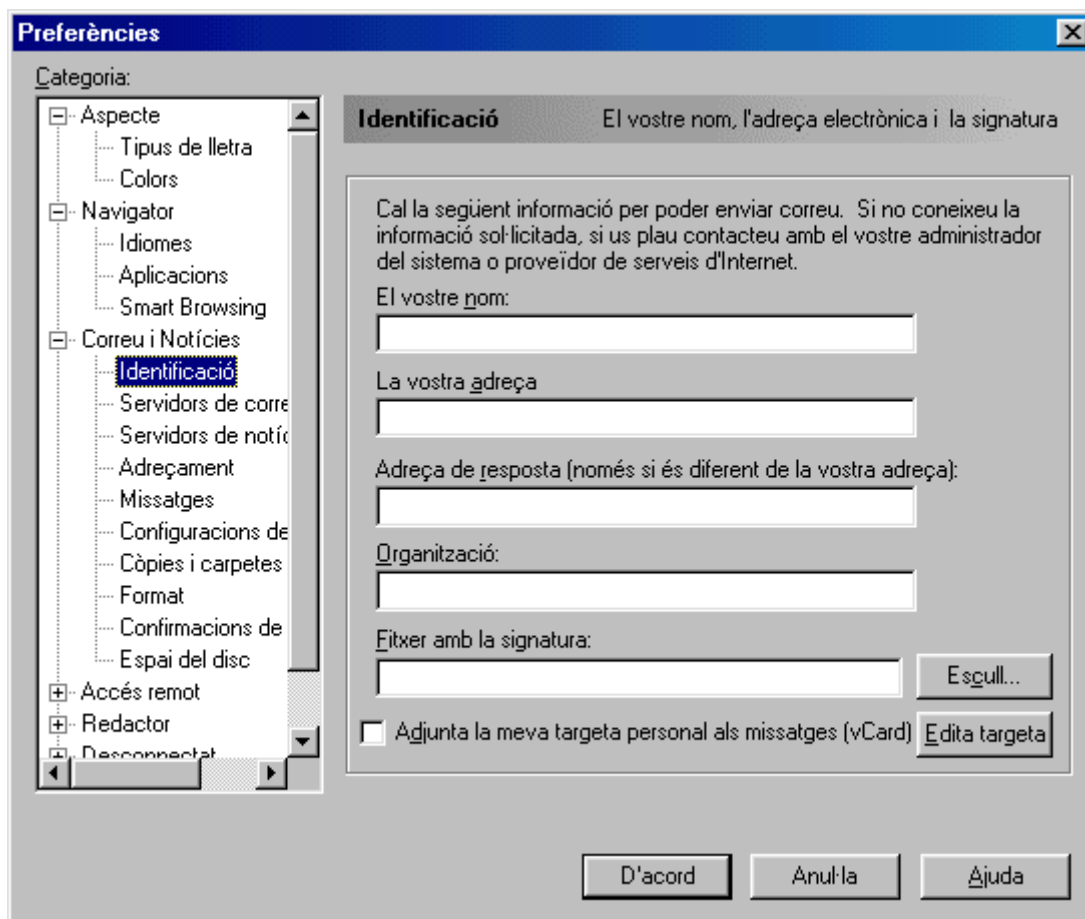 Preferències
Categoria:
Aspecte
Tipus de lletra
Colors
Navigator
Idiomes
Aplicacions
Smart Browsing
Correu i Notícies
Identificació
Servidors de corre
Servidors de notíc
Adreçament
Missatges
Configuracions de
Còpies i carpetes
Format
Confirmacions de
Espai del disc
Accés remot
Redactor
Desconnectat
Identificació El vostre nom, l'adreça electrònica i la signatura
Cal la següent informació per poder enviar correu. Si no coneixeu la
informació sol·licitada, si us plau contacteu amb el vostre administrador
del sistema o proveïdor de serveis d'Internet.
El vostre nom:
La vostra adreça
Adreça de resposta (només si és diferent de la vostra adreça):
Organització:
Fitxer amb la signatura:
Escull...
Adjunta la meva targeta personal als missatges (vCard)
Edita targeta
D'acord
Anul·la
Ajuda